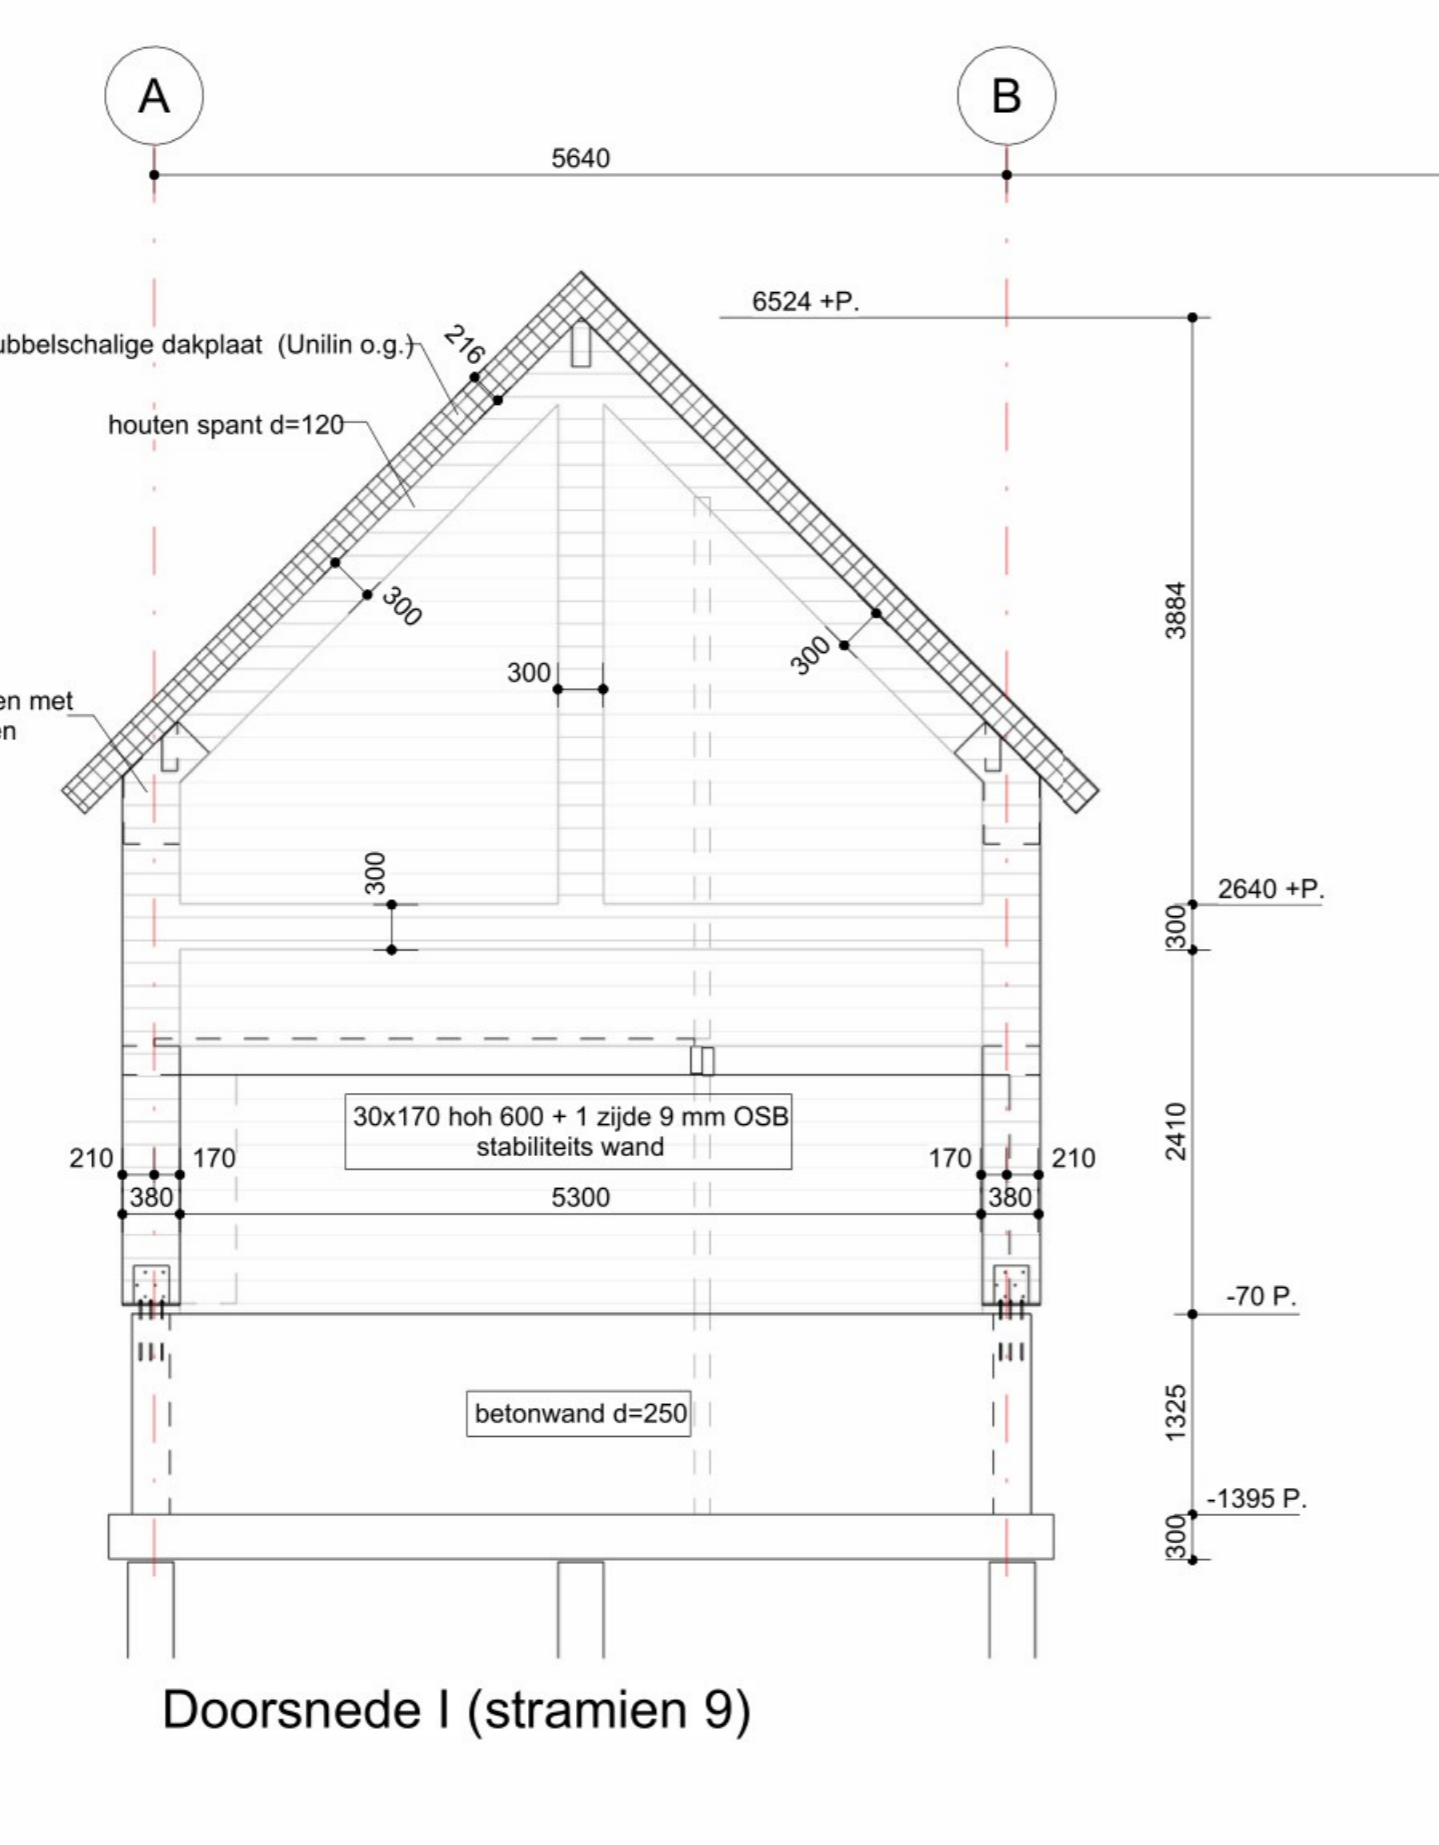 A
B
5640
6524 +P.
ubbelschalige dakplaat (Unilin o.g.)
216
houten spant d=120
300
300
3884
300
en met
en
300
2640 +P.
300
30x170 hoh 600 + 1 zijde 9 mm OSB
stabiliteits wand
2410
210
170
170
210
380
5300
380
-70 P.
betonwand d=250
1325
-1395 P.
300
Doorsnede I (stramien 9)